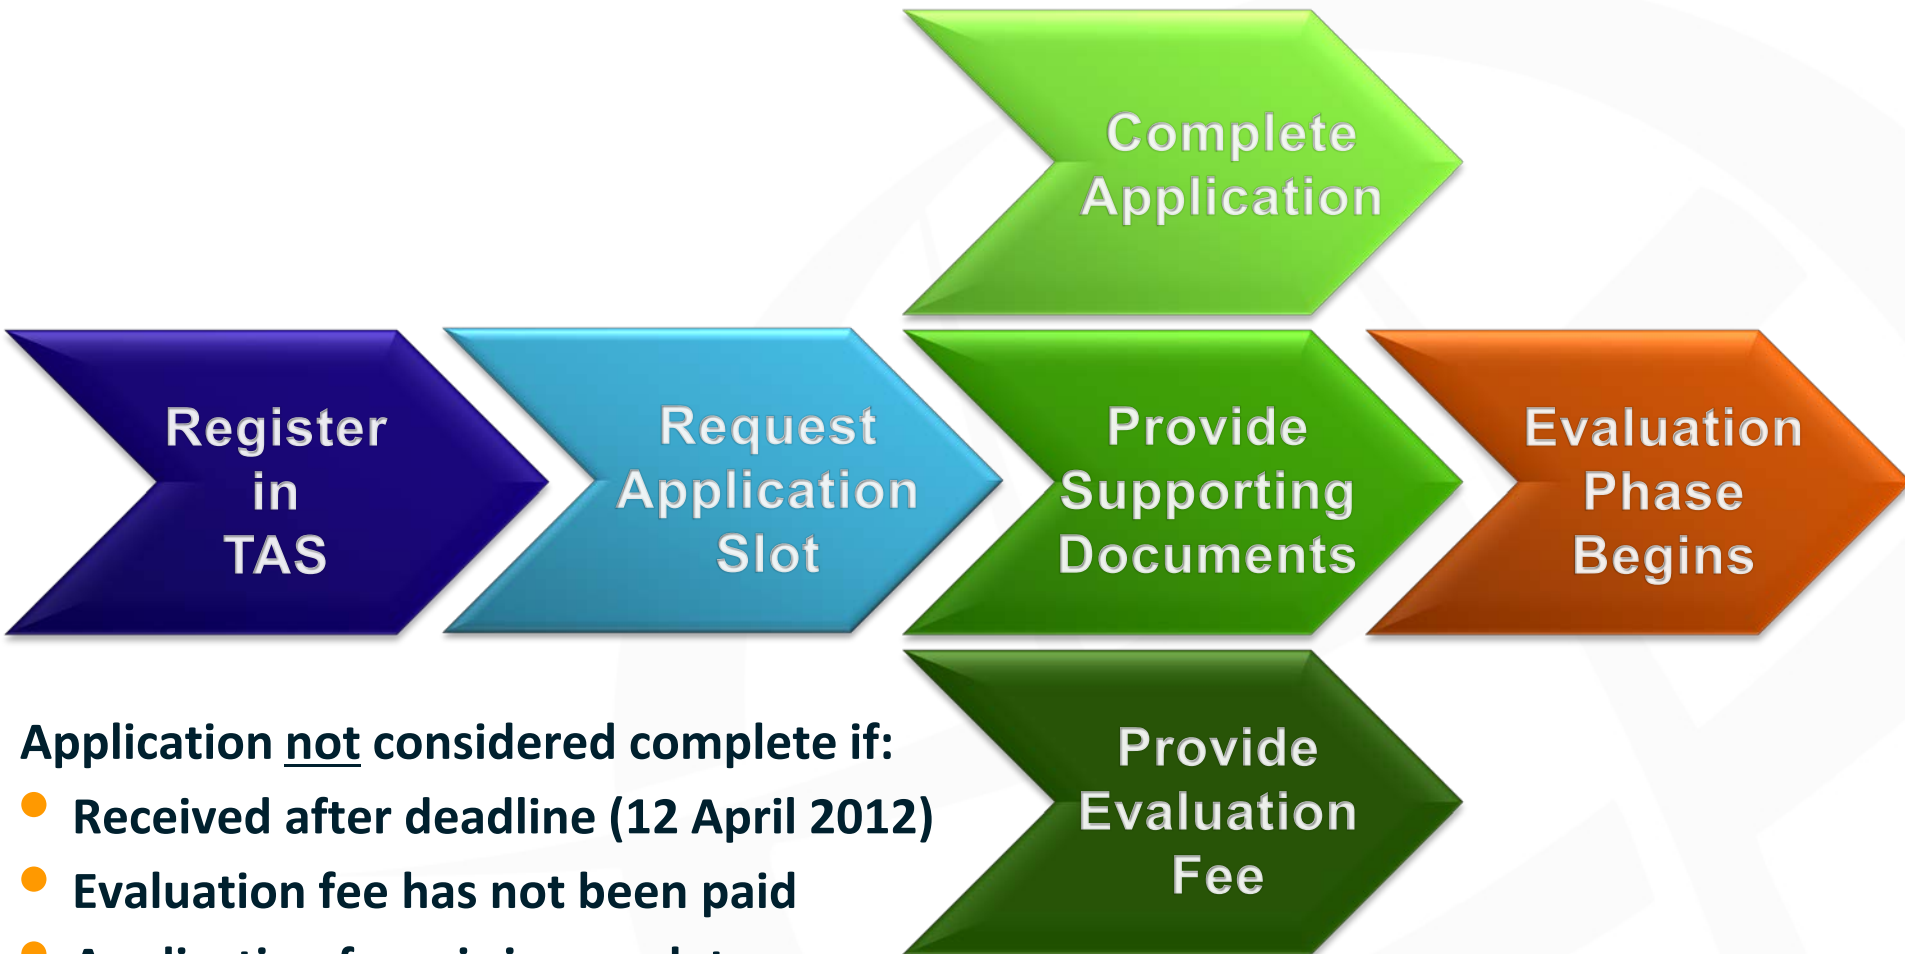 Complete
Application
Register
in
TAS
Request
Application
Slot
Provide
Supporting
Documents
Evaluation
Phase
Begins
Provide
Evaluation
Fee
Application not considered complete if:
Received after deadline (12 April 2012)
Evaluation fee has not been paid